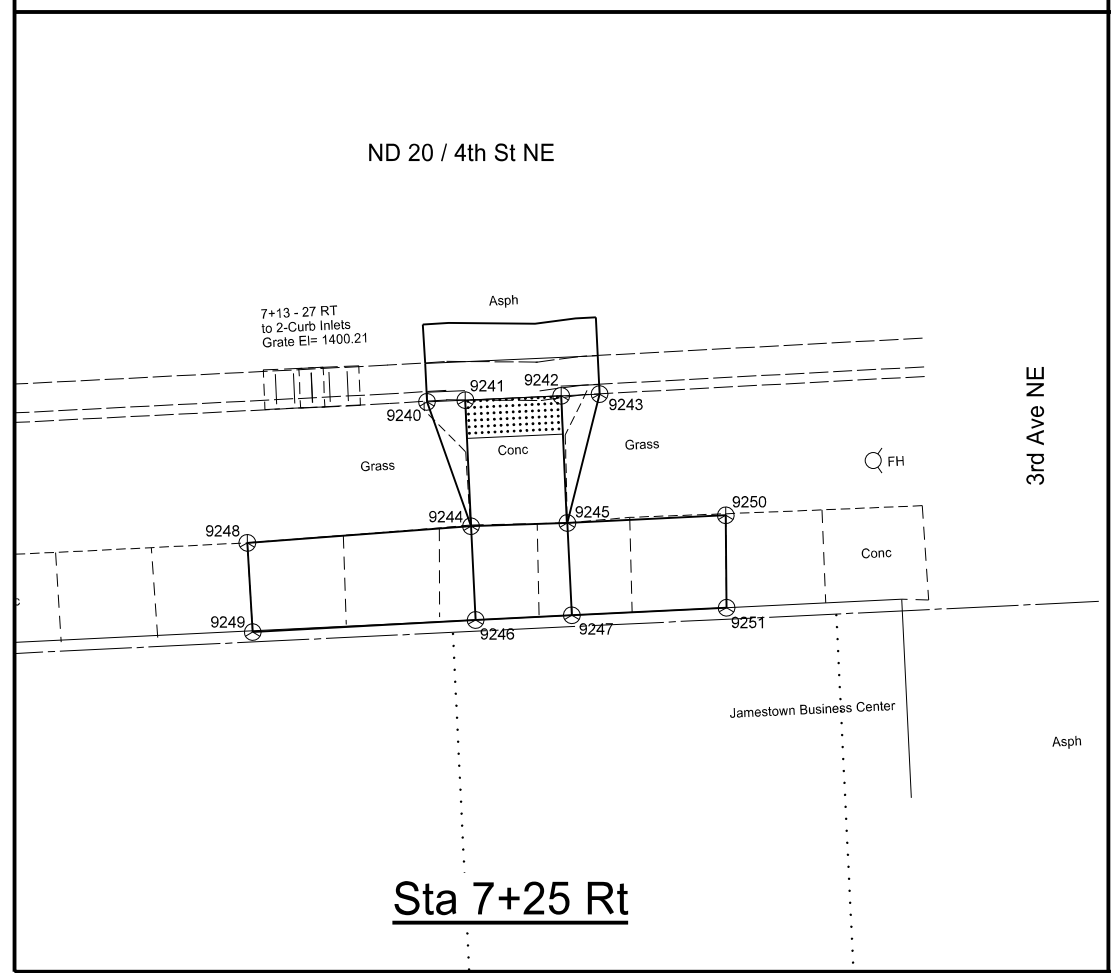 ND 20 / 4th St NE
Asph
7+13 - 27 RT
to 2-Curb Inlets
Grate El= 1400.21
9241
9242
9240
9243
3rd Ave NE
Conc
Grass
Grass
FH
9244
9245
9250
9248
Conc
c
9249
9246
9247
9251
Jamestown Business Center
Asph
Sta 7+25 Rt